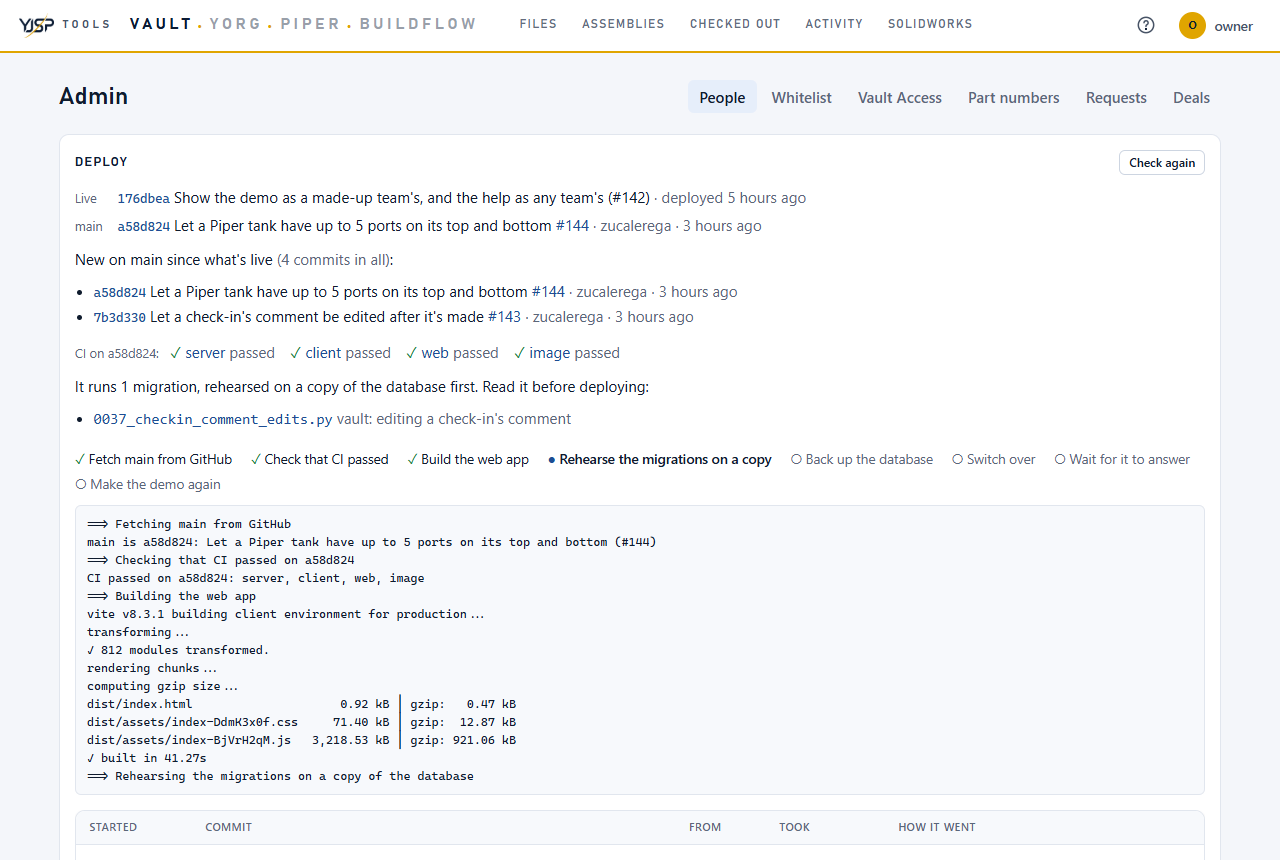 YJSP TOOLS VAULT . YORG . PIPER . BUILDFLOW FILES ASSEMBLIES CHECKED OUT ACTIVITY SOLIDWORKS ? O owner
Admin People Whitelist Vault Access Part numbers Requests Deals
DEPLOY Check again
Live 176dbea Show the demo as a made-up team's, and the help as any team's (#142) · deployed 5 hours ago
main a58d824 Let a Piper tank have up to 5 ports on its top and bottom #144 · zucalerega · 3 hours ago
New on main since what's live (4 commits in all):
• a58d824 Let a Piper tank have up to 5 ports on its top and bottom #144 · zucalerega · 3 hours ago
• 7b3d330 Let a check-in's comment be edited after it's made #143 · zucalerega · 3 hours ago
CI on a58d824: ✓ server passed ✓ client passed ✓ web passed ✓ image passed
It runs 1 migration, rehearsed on a copy of the database first. Read it before deploying:
• 0037_checkin_comment_edits.py vault: editing a check-in's comment
✓ Fetch main from GitHub ✓ Check that CI passed ✓ Build the web app ● Rehearse the migrations on a copy ○ Back up the database ○ Switch over ○ Wait for it to answer
○ Make the demo again
==> Fetching main from GitHub
main is a58d824: Let a Piper tank have up to 5 ports on its top and bottom (#144)
==> Checking that CI passed on a58d824
CI passed on a58d824: server, client, web, image
==> Building the web app
vite v8.3.1 building client environment for production...
transforming...
✓ 812 modules transformed.
rendering chunks...
computing gzip size...
dist/index.html 0.92 kB │ gzip: 0.47 kB
dist/assets/index-DdmK3x0f.css 71.40 kB │ gzip: 12.87 kB
dist/assets/index-BjVrH2qM.js 3,218.53 kB │ gzip: 921.06 kB
✓ built in 41.27s
==> Rehearsing the migrations on a copy of the database
STARTED COMMIT FROM TOOK HOW IT WENT